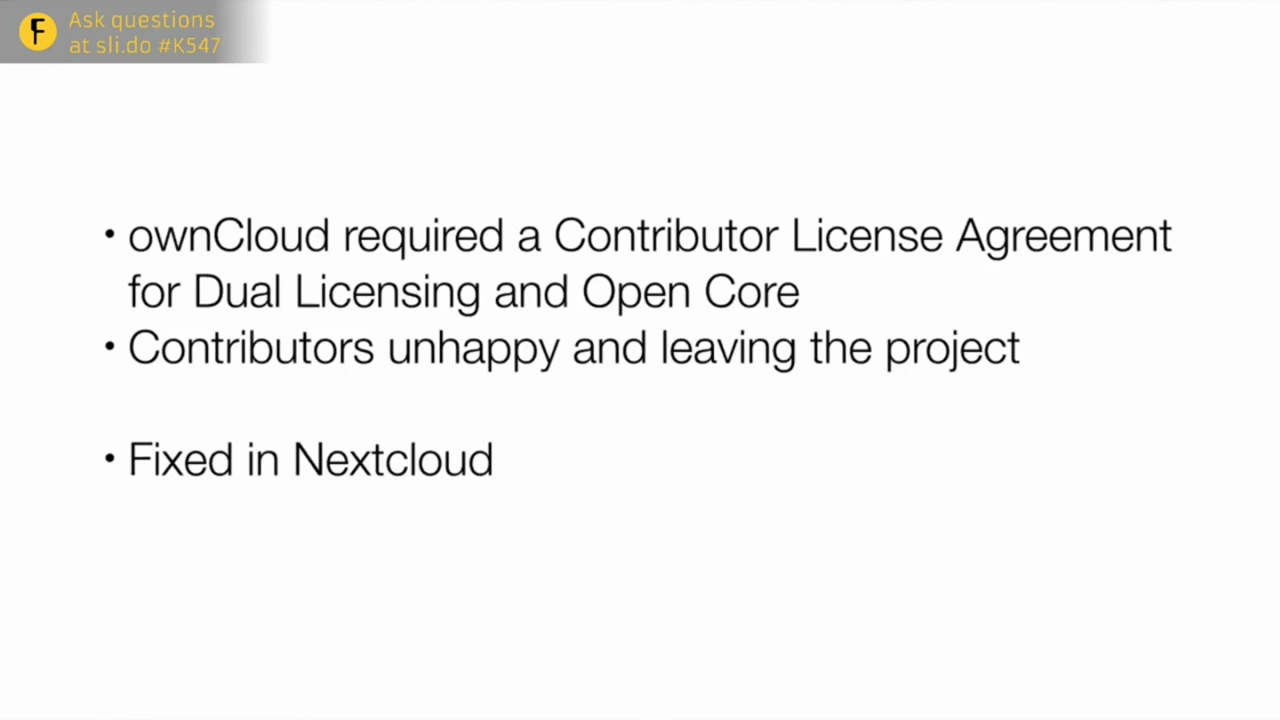 Ask questions
at sli.do #K547
• ownCloud required a Contributor License Agreement
for Dual Licensing and Open Core
• Contributors unhappy and leaving the project
• Fixed in Nextcloud